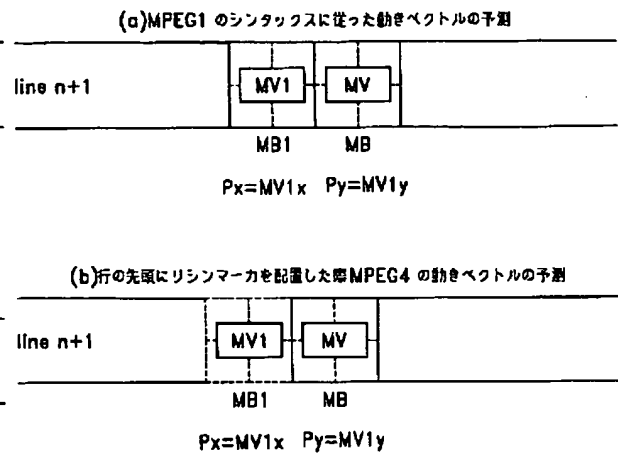 (a)MPEG1 のシンタックスに従った動きベクトルの予測
line n+1
MV1 MV
MB1 MB
Px=MV1x Py=MV1y
(b)行の先頭にリシンマーカを配置した際MPEG4 の動きベクトルの予測
line n+1
MV1 MV
MB1 MB
Px=MV1x Py=MV1y